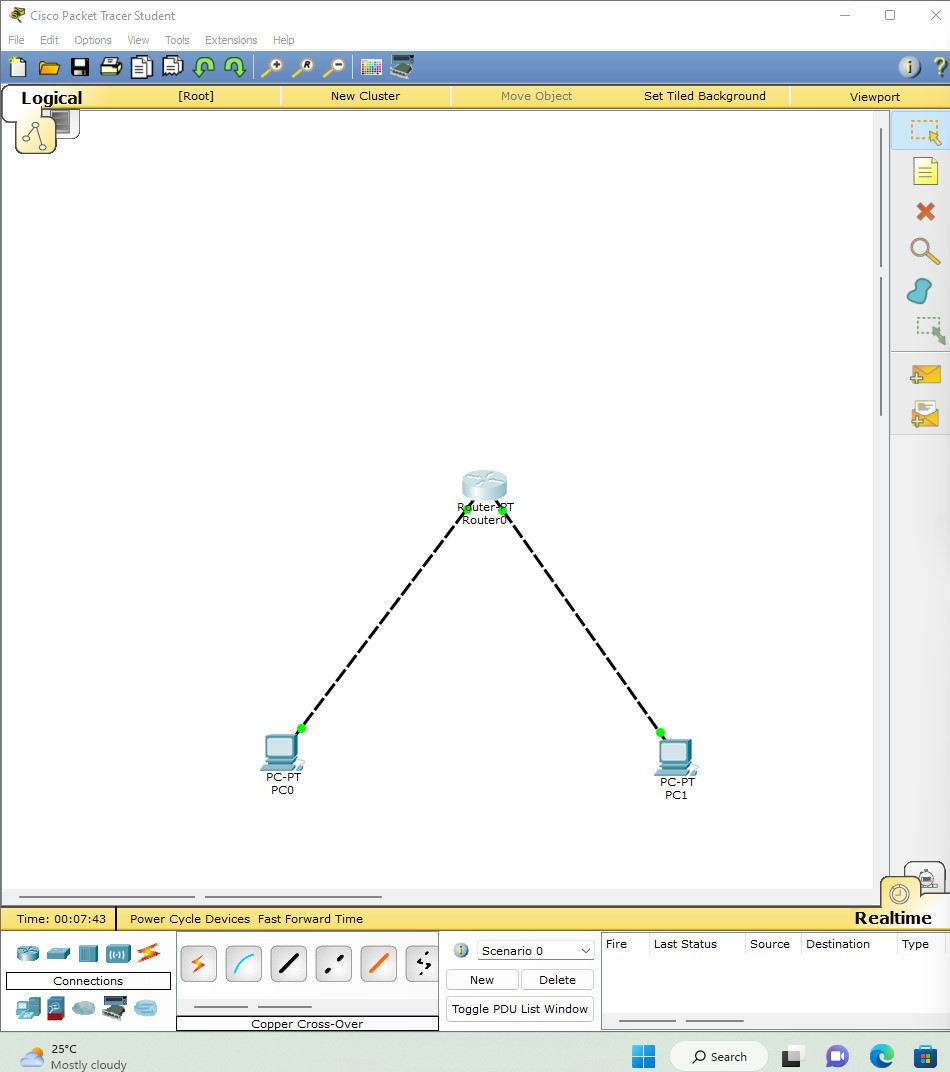 Cisco Packet Tracer Student
File Edit Options View Tools Extensions Help
Logical [Root] New Cluster Move Object Set Tiled Background Viewport
Router-PT
Router0
PC-PT
PC0
PC-PT
PC1
Time: 00:07:43 Power Cycle Devices Fast Forward Time Realtime
Connections
Copper Cross-Over
Scenario 0
New Delete
Toggle PDU List Window
Fire Last Status Source Destination Type
25°C
Mostly cloudy
Search